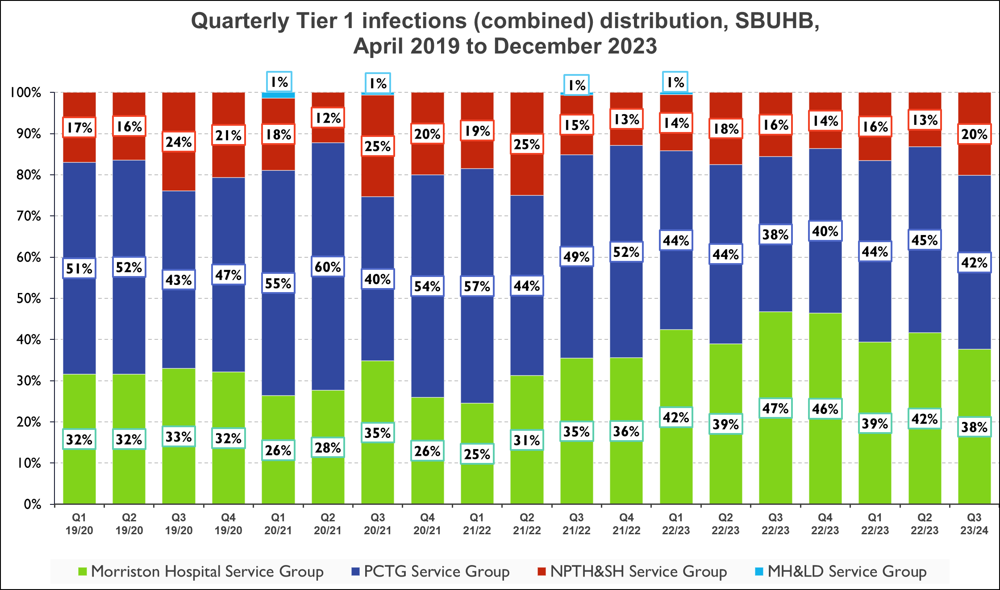 Quarterly Tier 1 infections (combined) distribution, SBUHB,
April 2019 to December 2023
1% 1% 1% 1%
100%
90%
80%
70%
60%
50%
40%
30%
20%
10%
0%
17% 16% 24% 21% 18% 12% 25% 20% 19% 25% 15% 13% 14% 18% 16% 14% 16% 13% 20%
51% 52% 43% 47% 55% 60% 40% 54% 57% 44% 49% 52% 44% 44% 38% 40% 44% 45% 42%
32% 32% 33% 32% 26% 28% 35% 26% 25% 31% 35% 36% 42% 39% 47% 46% 39% 42% 38%
Q1 Q2 Q3 Q4 Q1 Q2 Q3 Q4 Q1 Q2 Q3 Q4 Q1 Q2 Q3 Q4 Q1 Q2 Q3
19/20 19/20 19/20 19/20 20/21 20/21 20/21 20/21 21/22 21/22 21/22 21/22 22/23 22/23 22/23 22/23 22/23 22/23 23/24
Morriston Hospital Service Group PCTG Service Group NPTH&SH Service Group MH&LD Service Group